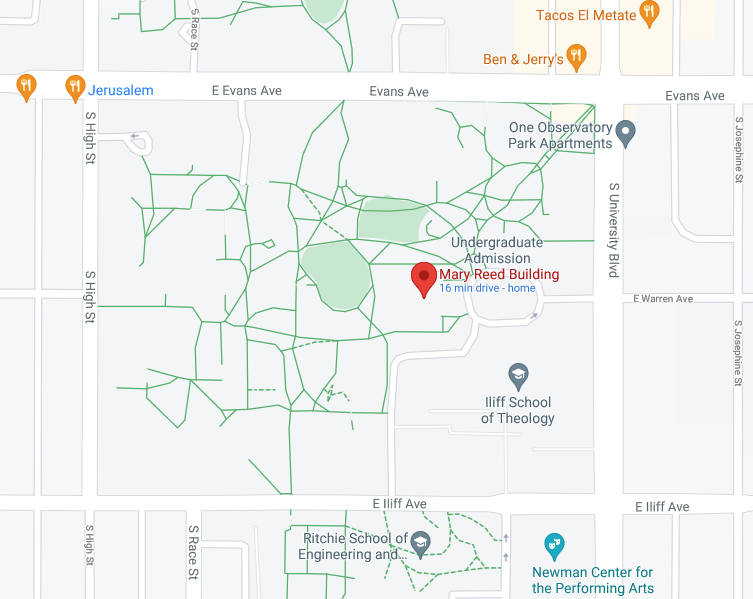 Tacos El Metate
S Race St
Ben & Jerry's
Jerusalem
E Evans Ave
Evans Ave
Evans Ave
S High St
One Observatory
Park Apartments
S Josephine St
S University Blvd
Undergraduate
Admission
Mary Reed Building
16 min drive - home
S High St
E Warren Ave
S Josephine St
Iliff School
of Theology
E Iliff Ave
E Iliff Ave
S High St
S Race St
Ritchie School of
Engineering and...
Newman Center for
the Performing Arts